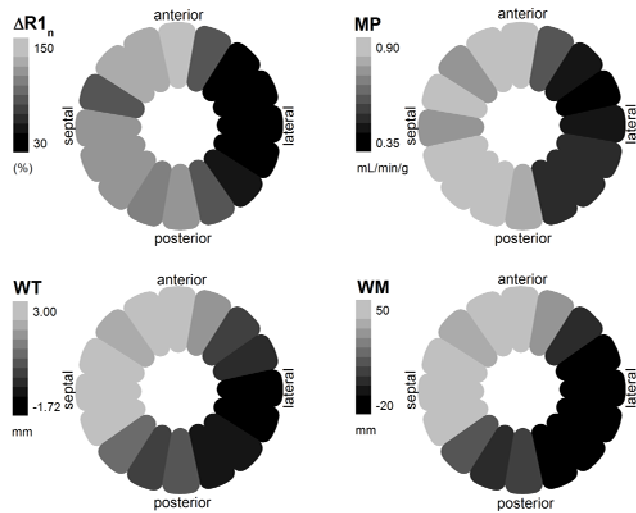 ΔR1n
150
30
(%)
anterior
septal
lateral
posterior
MP
0.90
0.35
mL/min/g
anterior
septal
lateral
posterior
WT
3.00
-1.72
mm
anterior
septal
lateral
posterior
WM
50
-20
mm
anterior
septal
lateral
posterior